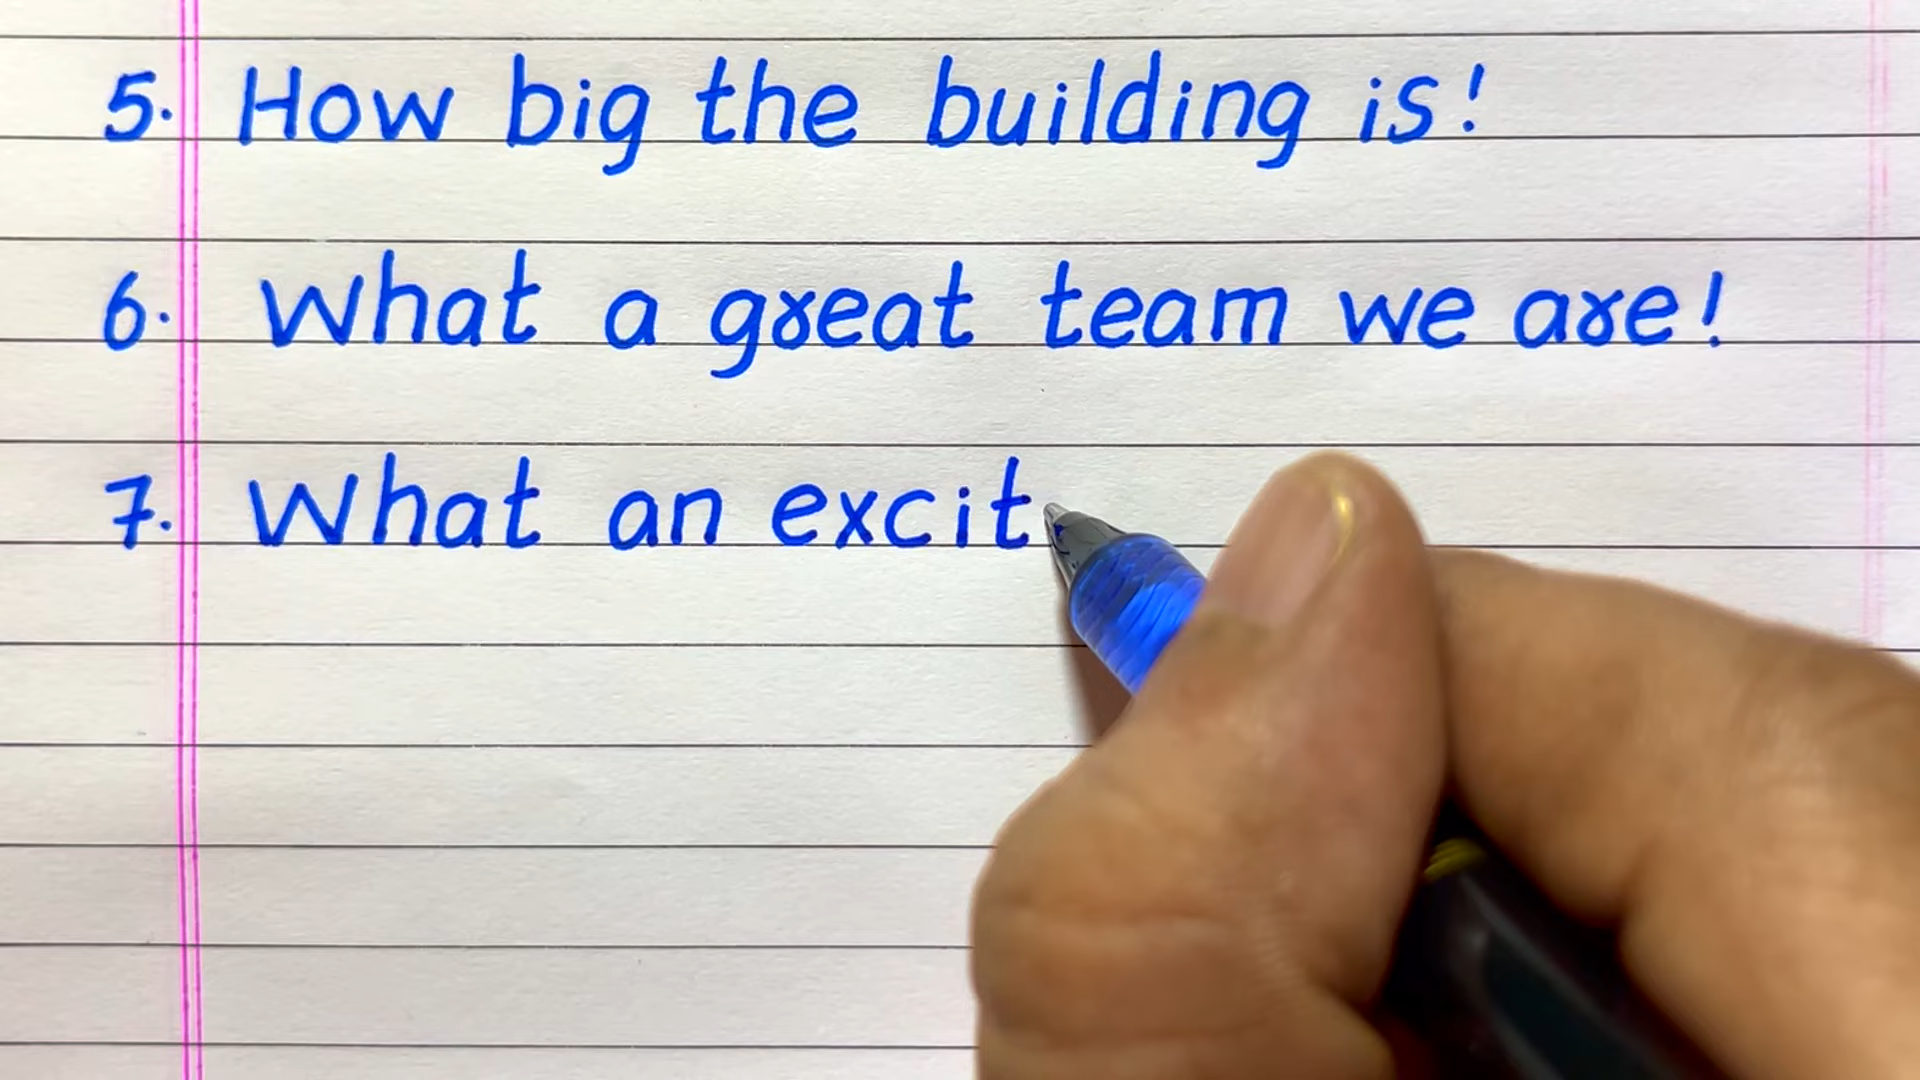 5. How big the building is!
6. What a great team we are!
7. What an excit